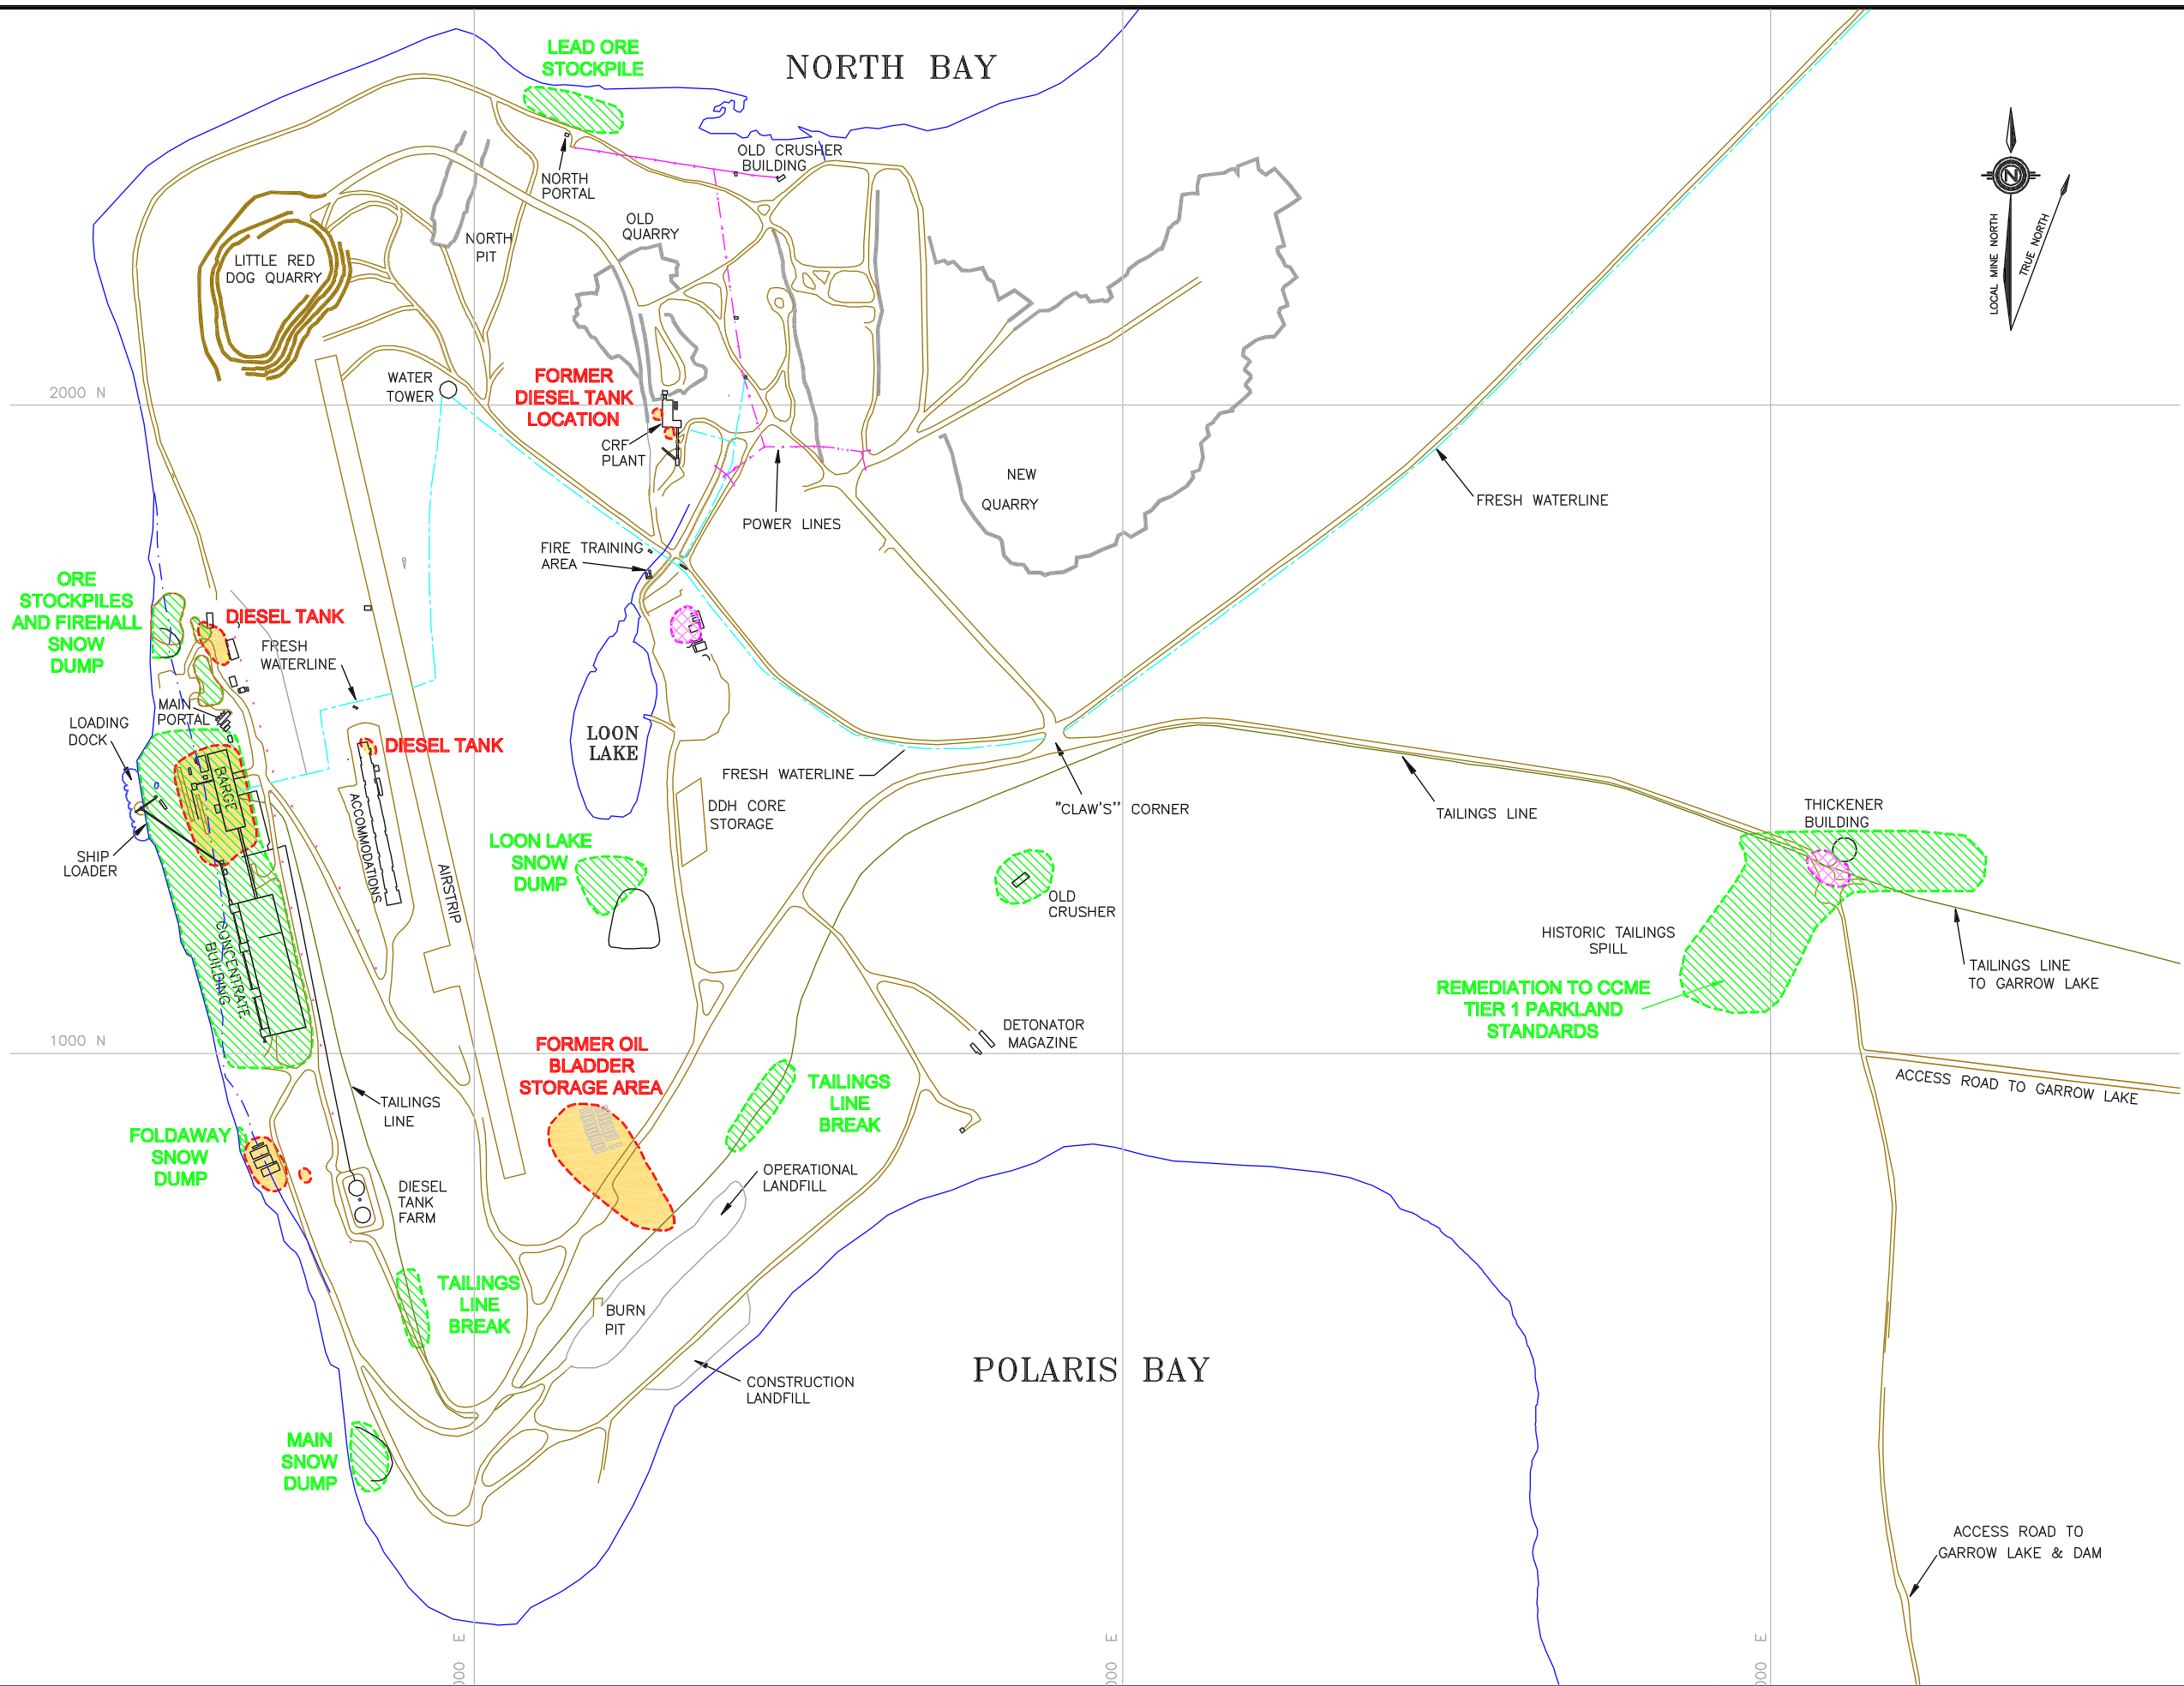 LEAD ORE
STOCKPILE
NORTH BAY
OLD CRUSHER
BUILDING
NORTH
PORTAL
OLD
QUARRY
NORTH
PIT
LITTLE RED
DOG QUARRY
N
LOCAL MINE NORTH
TRUE NORTH
2000 N
WATER
TOWER
FORMER
DIESEL TANK
LOCATION
CRF
PLANT
NEW
QUARRY
FRESH WATERLINE
POWER LINES
FIRE TRAINING
AREA
ORE
STOCKPILES
AND FIREHALL
SNOW
DUMP
DIESEL TANK
FRESH
WATERLINE
MAIN
PORTAL
LOADING
DOCK
LOON
LAKE
DIESEL TANK
BARGE
FRESH WATERLINE
"CLAW'S" CORNER
TAILINGS LINE
DDH CORE
STORAGE
THICKENER
BUILDING
SHIP
LOADER
ACCOMMODATIONS
AIRSTRIP
LOON LAKE
SNOW
DUMP
OLD
CRUSHER
CONCENTRATE
BUILDING
HISTORIC TAILINGS
SPILL
REMEDIATION TO CCME
TIER 1 PARKLAND
STANDARDS
TAILINGS LINE
TO GARROW LAKE
DETONATOR
MAGAZINE
1000 N
FORMER OIL
BLADDER
STORAGE AREA
TAILINGS
LINE
BREAK
ACCESS ROAD TO GARROW LAKE
TAILINGS
LINE
FOLDAWAY
SNOW
DUMP
DIESEL
TANK
FARM
OPERATIONAL
LANDFILL
TAILINGS
LINE
BREAK
BURN
PIT
POLARIS BAY
CONSTRUCTION
LANDFILL
MAIN
SNOW
DUMP
ACCESS ROAD TO
GARROW LAKE & DAM
000 E
000 E
000 E